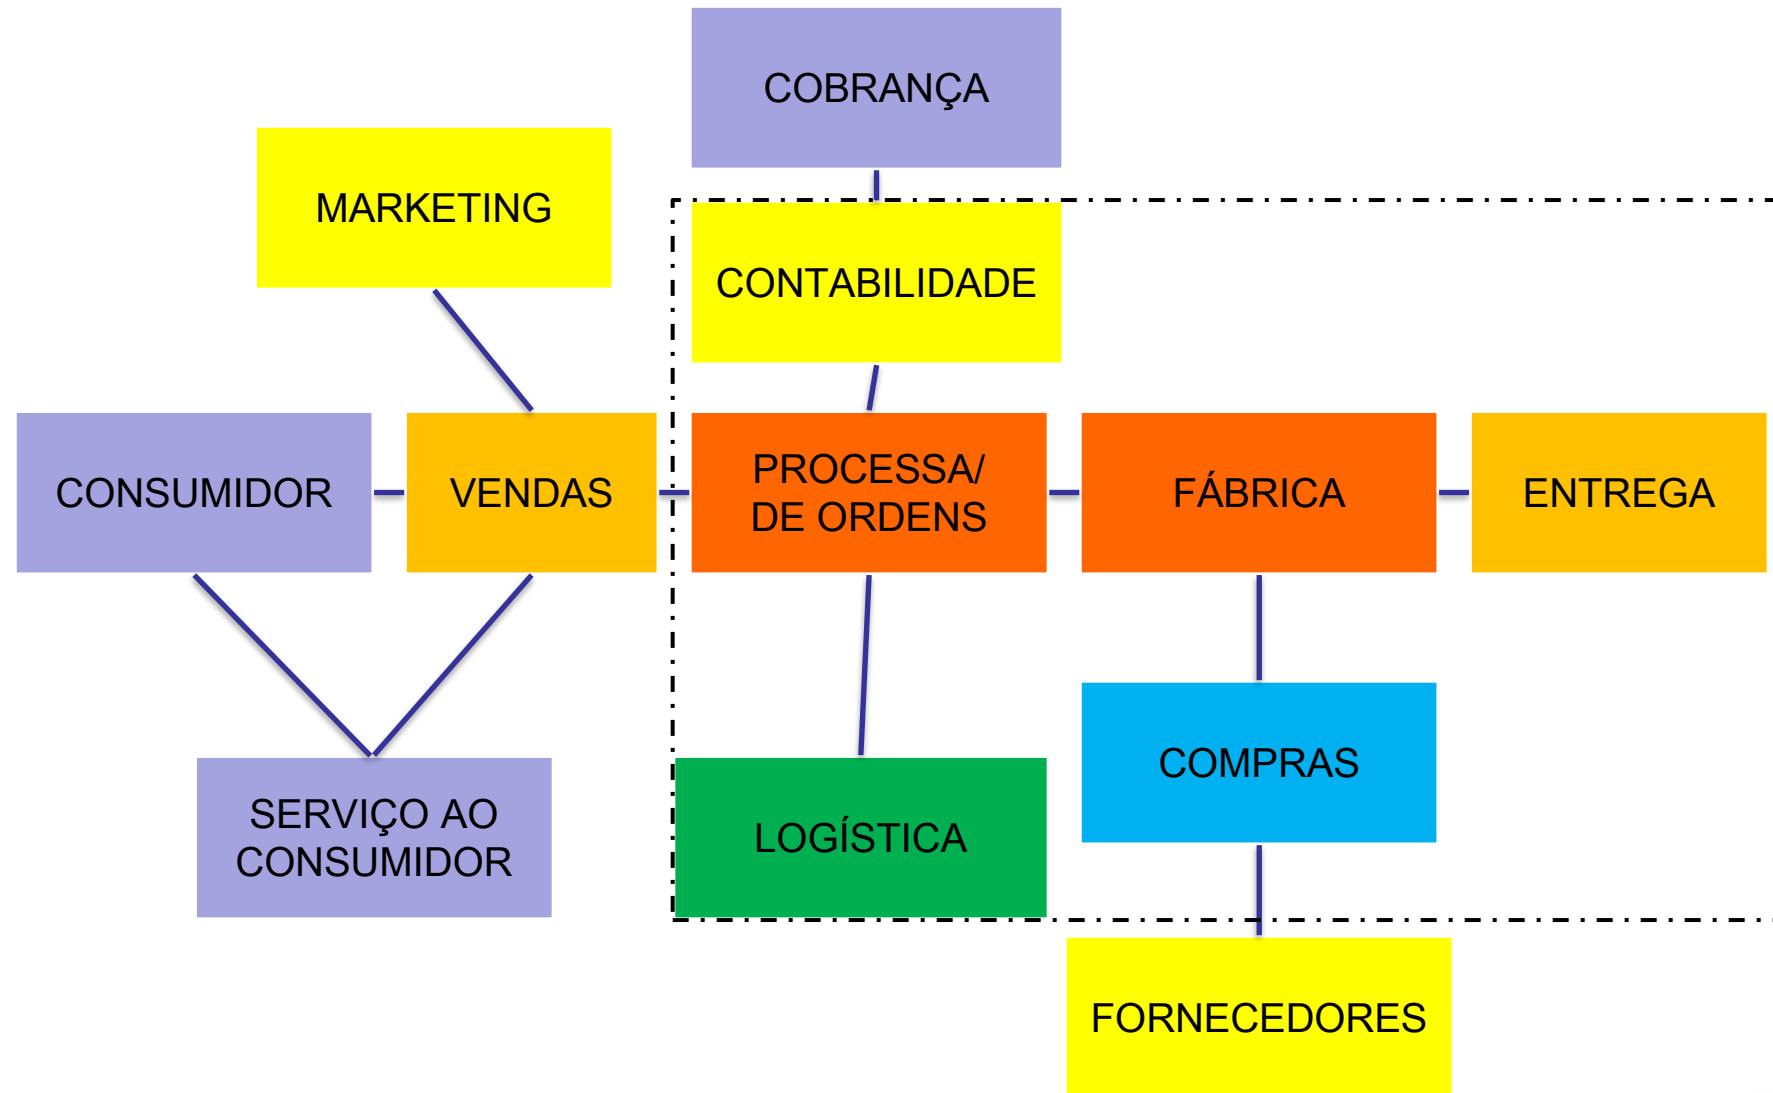 COBRANÇA
MARKETING
CONTABILIDADE
CONSUMIDOR
VENDAS
PROCESSA/
DE ORDENS
FÁBRICA
ENTREGA
SERVIÇO AO
CONSUMIDOR
LOGÍSTICA
COMPRAS
FORNECEDORES